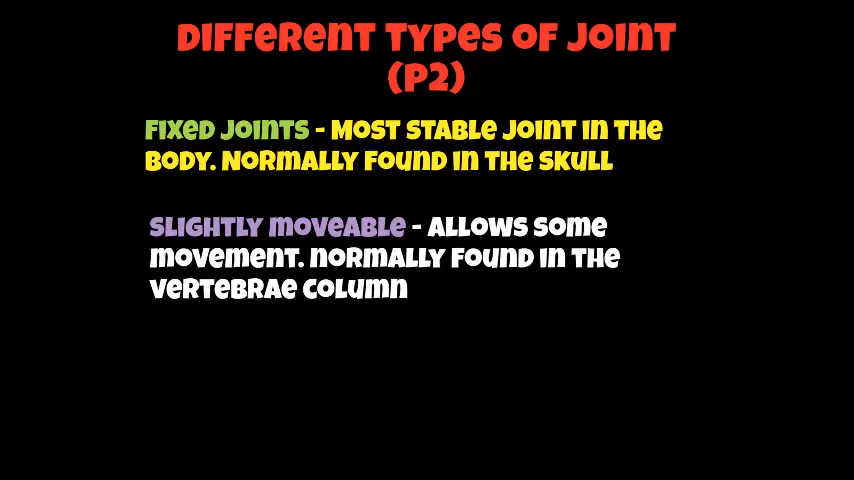 Different Types of Joint
(P2)
Fixed Joints - Most stable joint in the
body. Normally found in the skull
Slightly moveable - Allows some
movement. Normally found in the
vertebrae column